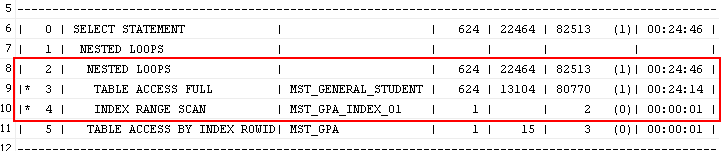 5 ------------------------------------------------------------------------------------------------
6 |   0 | SELECT STATEMENT             |                     |   624 | 22464 | 82513   (1)| 00:24:46 |
7 |   1 |  NESTED LOOPS                |                     |       |       |            |          |
8 |   2 |   NESTED LOOPS               |                     |   624 | 22464 | 82513   (1)| 00:24:46 |
9 |*  3 |    TABLE ACCESS FULL         | MST_GENERAL_STUDENT |   624 | 13104 | 80770   (1)| 00:24:14 |
10 |*  4 |    INDEX RANGE SCAN          | MST_GPA_INDEX_01    |     1 |       |     2   (0)| 00:00:01 |
11 |   5 |   TABLE ACCESS BY INDEX ROWID| MST_GPA             |     1 |    15 |     3   (0)| 00:00:01 |
12 ------------------------------------------------------------------------------------------------